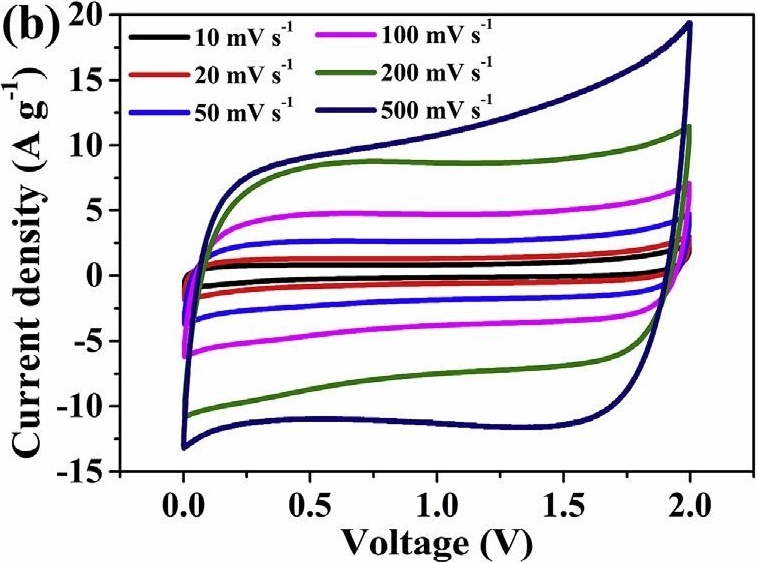 (b)
10 mV s⁻¹
20 mV s⁻¹
50 mV s⁻¹
100 mV s⁻¹
200 mV s⁻¹
500 mV s⁻¹
Current density (A g⁻¹)
20
15
10
5
0
-5
-10
-15
0.0 0.5 1.0 1.5 2.0
Voltage (V)